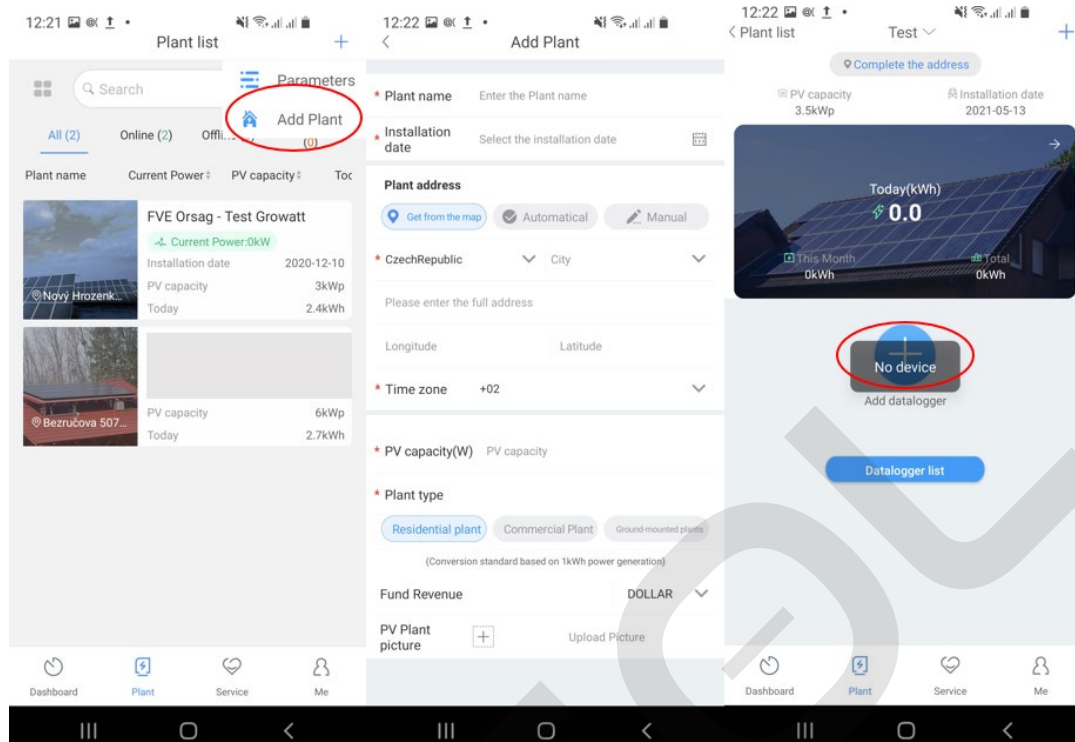 12:21
Plant list
+
Parameters
Search
Add Plant
All (2)
Online (2)
(0)
Plant name
Current Power
PV capacity
FVE Orsag - Test Growatt
Current Power:0kW
Installation date
2020-12-10
PV capacity
3kWp
Nový Hrozenk...
Today
2.4kWh
PV capacity
6kWp
Bezručova 507...
Today
2.7kWh
Dashboard
Plant
Service
Me
12:22
Add Plant
* Plant name
Enter the Plant name
* Installation
date
Select the installation date
Plant address
Get from the map
Automatical
Manual
* CzechRepublic
City
Please enter the full address
Longitude
Latitude
* Time zone
+02
* PV capacity(W)
PV capacity
* Plant type
Residential plant
Commercial Plant
Ground-mounted plants
(Conversion standard based on 1kWh power generation)
Fund Revenue
DOLLAR
PV Plant
picture
Upload Picture
12:22
Plant list
Test
+
Complete the address
PV capacity
3.5kWp
Installation date
2021-05-13
Today(kWh)
0.0
This Month
0kWh
Total
0kWh
No device
Add datalogger
Datalogger list
Dashboard
Plant
Service
Me